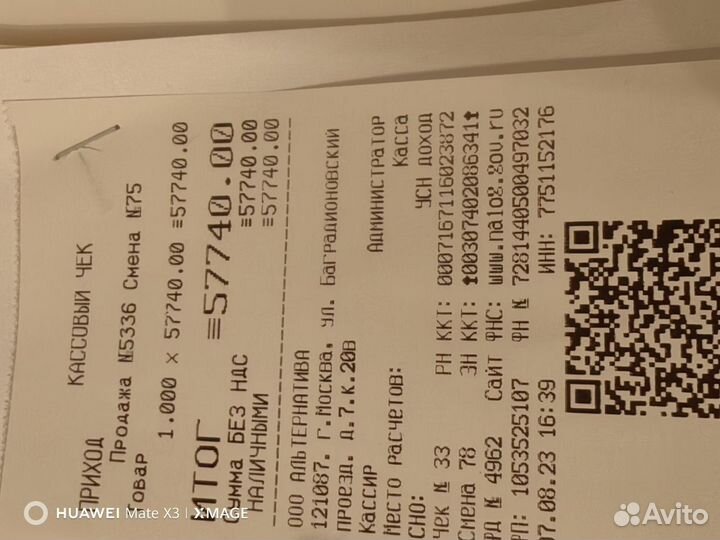 КАССОВЫЙ ЧЕК
ПРИХОД
Продажа №5336 Смена №75
Товар
1.000 × 57740.00 ≡57740.00
ИТОГ ≡57740.00
Сумма БЕЗ НДС ≡57740.00
НАЛИЧНЫМИ ≡57740.00
ООО АЛЬТЕРНАТИВА
121087, г.Москва, ул. Баградионовский
Проезд, д.7.к.20в
Кассир Администратор
Место расчетов: Касса
СНО: УСН ДОХОД
Чек № 33 РН ККТ: 0007167116023872
Смена 78 ЗН ККТ: ⬆00307402086341⬆
РД № 4962 Сайт ФНС: www.nalog.gov.ru
РП: 1053525107 ФН № 7281440500497032
07.08.23 16:39 ИНН: 7751152176
HUAWEI Mate X3 | XMAGE
Avito